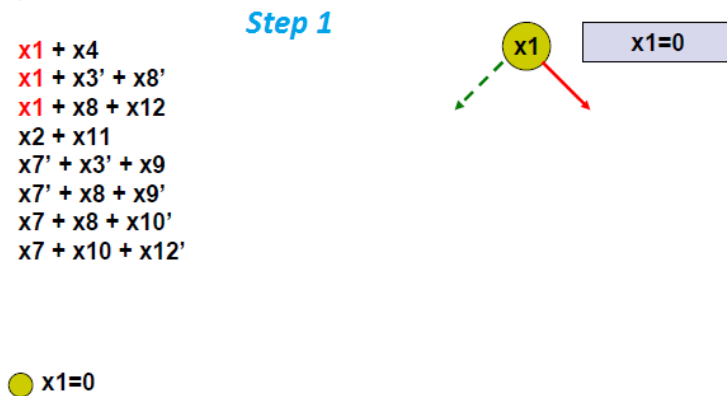 Step 1
x1 + x4
x1 + x3’ + x8’
x1 + x8 + x12
x2 + x11
x7’ + x3’ + x9
x7’ + x8 + x9’
x7 + x8 + x10’
x7 + x10 + x12’
x1
x1=0
x1=0